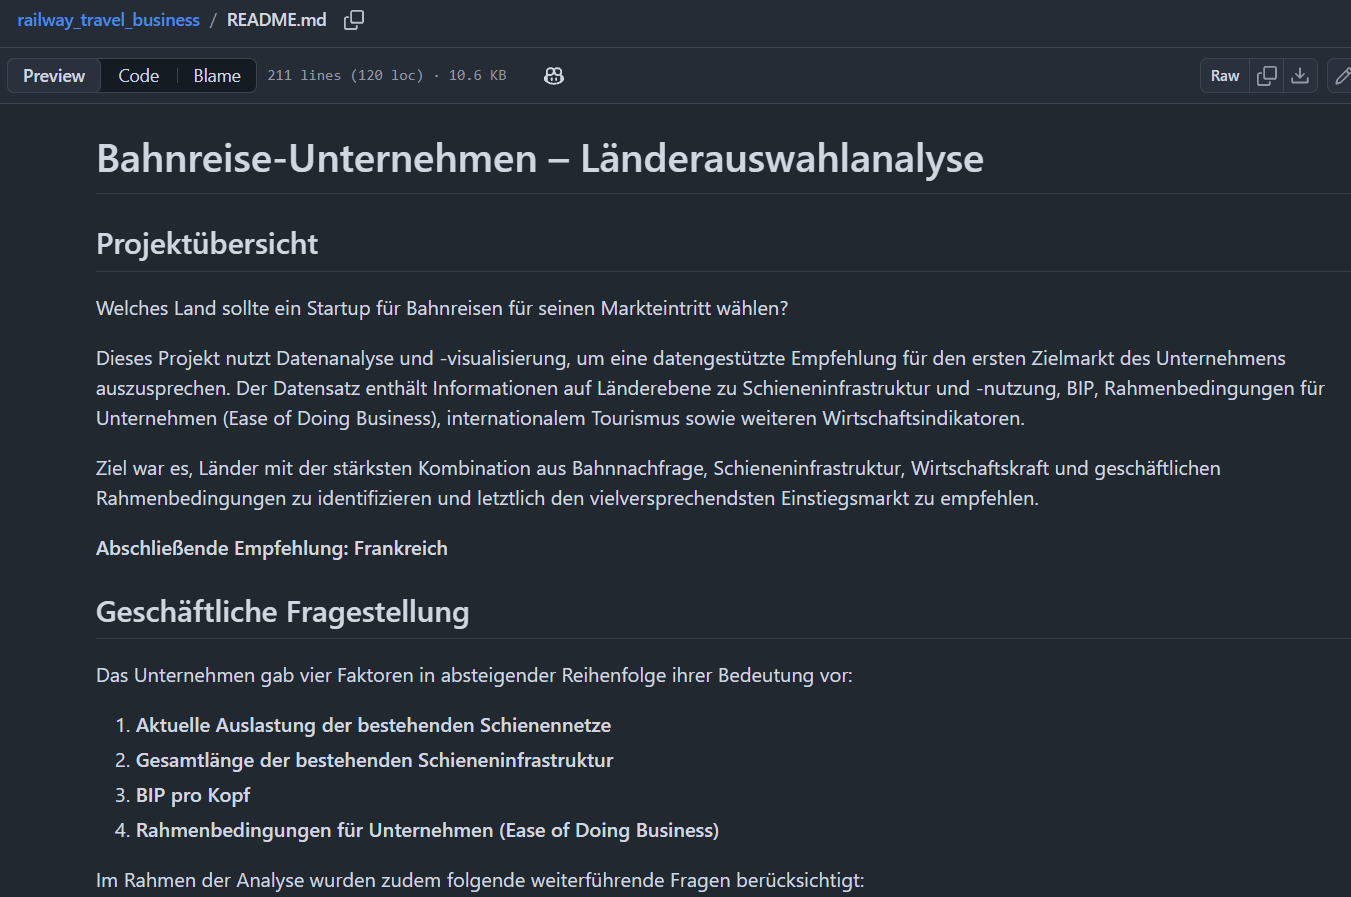 railway_travel_business / README.md
Preview Code Blame 211 lines (120 loc) · 10.6 KB Raw
Bahnreise-Unternehmen – Länderauswahlanalyse
Projektübersicht
Welches Land sollte ein Startup für Bahnreisen für seinen Markteintritt wählen?
Dieses Projekt nutzt Datenanalyse und -visualisierung, um eine datengestützte Empfehlung für den ersten Zielmarkt des Unternehmens
auszusprechen. Der Datensatz enthält Informationen auf Länderebene zu Schieneninfrastruktur und -nutzung, BIP, Rahmenbedingungen für
Unternehmen (Ease of Doing Business), internationalem Tourismus sowie weiteren Wirtschaftsindikatoren.
Ziel war es, Länder mit der stärksten Kombination aus Bahnnachfrage, Schieneninfrastruktur, Wirtschaftskraft und geschäftlichen
Rahmenbedingungen zu identifizieren und letztlich den vielversprechendsten Einstiegsmarkt zu empfehlen.
Abschließende Empfehlung: Frankreich
Geschäftliche Fragestellung
Das Unternehmen gab vier Faktoren in absteigender Reihenfolge ihrer Bedeutung vor:
1. Aktuelle Auslastung der bestehenden Schienennetze
2. Gesamtlänge der bestehenden Schieneninfrastruktur
3. BIP pro Kopf
4. Rahmenbedingungen für Unternehmen (Ease of Doing Business)
Im Rahmen der Analyse wurden zudem folgende weiterführende Fragen berücksichtigt: